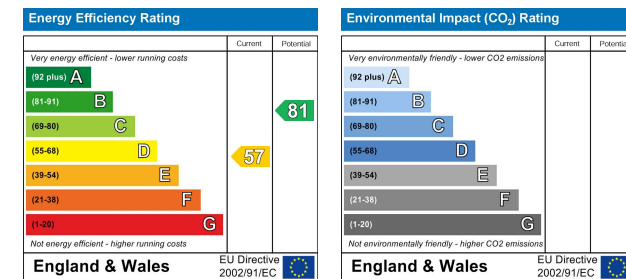 Energy Efficiency Rating
Current Potential
Very energy efficient - lower running costs
(92 plus) A
(81-91) B
81
(69-80) C
(55-68) D
57
(39-54) E
(21-38) F
(1-20) G
Not energy efficient - higher running costs
England & Wales
EU Directive
2002/91/EC
Environmental Impact (CO₂) Rating
Current Potential
Very environmentally friendly - lower CO2 emissions
(92 plus) A
(81-91) B
(69-80) C
(55-68) D
(39-54) E
(21-38) F
(1-20) G
Not environmentally friendly - higher CO2 emissions
England & Wales
EU Directive
2002/91/EC